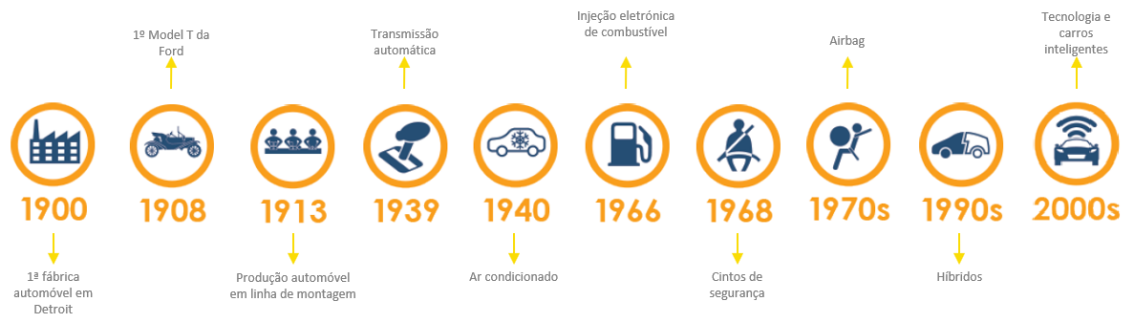 1º Model T da
Ford
Transmissão
automática
Injeção eletrónica
de combustível
Airbag
Tecnologia e
carros
inteligentes
1900
1908
1913
1939
1940
1966
1968
1970s
1990s
2000s
1ª fábrica
automóvel em
Detroit
Produção automóvel
em linha de montagem
Ar condicionado
Cintos de
segurança
Híbridos